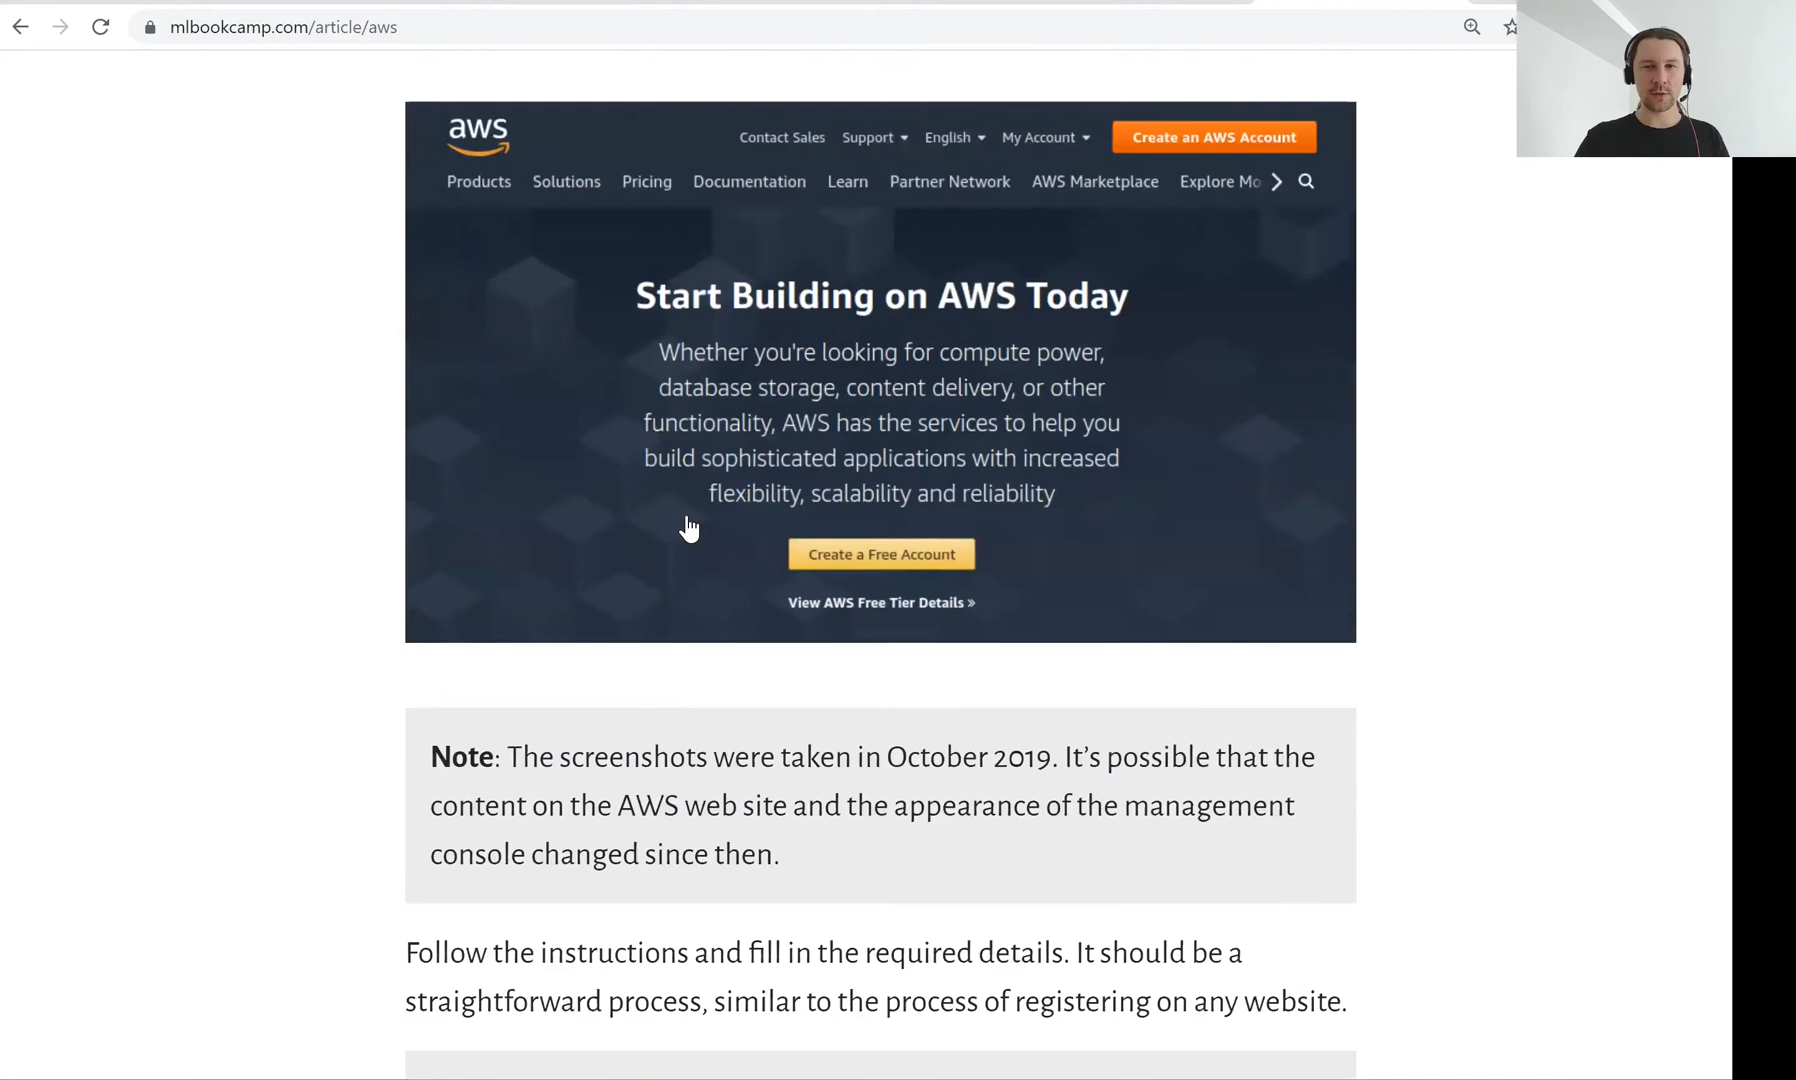 mlbookcamp.com/article/aws
aws
Contact Sales Support English My Account Create an AWS Account
Products Solutions Pricing Documentation Learn Partner Network AWS Marketplace Explore Mo
Start Building on AWS Today
Whether you're looking for compute power,
database storage, content delivery, or other
functionality, AWS has the services to help you
build sophisticated applications with increased
flexibility, scalability and reliability
Create a Free Account
View AWS Free Tier Details »
Note: The screenshots were taken in October 2019. It’s possible that the
content on the AWS web site and the appearance of the management
console changed since then.
Follow the instructions and fill in the required details. It should be a
straightforward process, similar to the process of registering on any website.